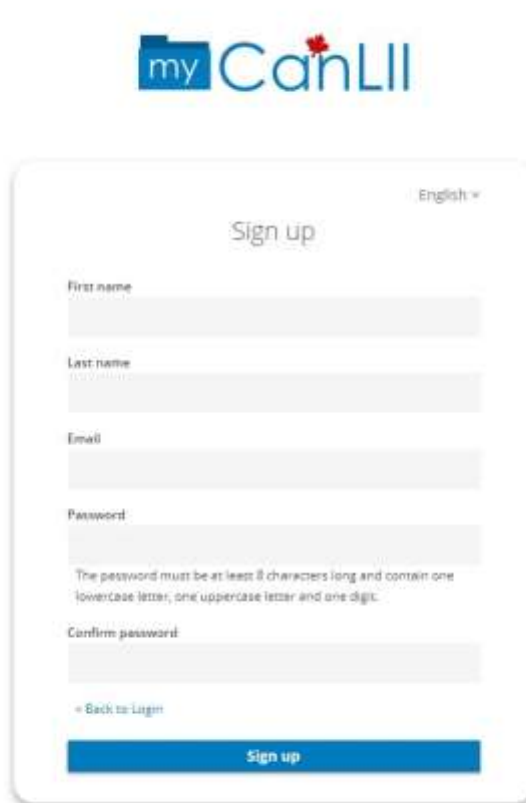 my CanLII
English
Sign up
First name
Last name
Email
Password
The password must be at least 8 characters long and contain one
lowercase letter, one uppercase letter and one digit.
Confirm password
« Back to Login
Sign up